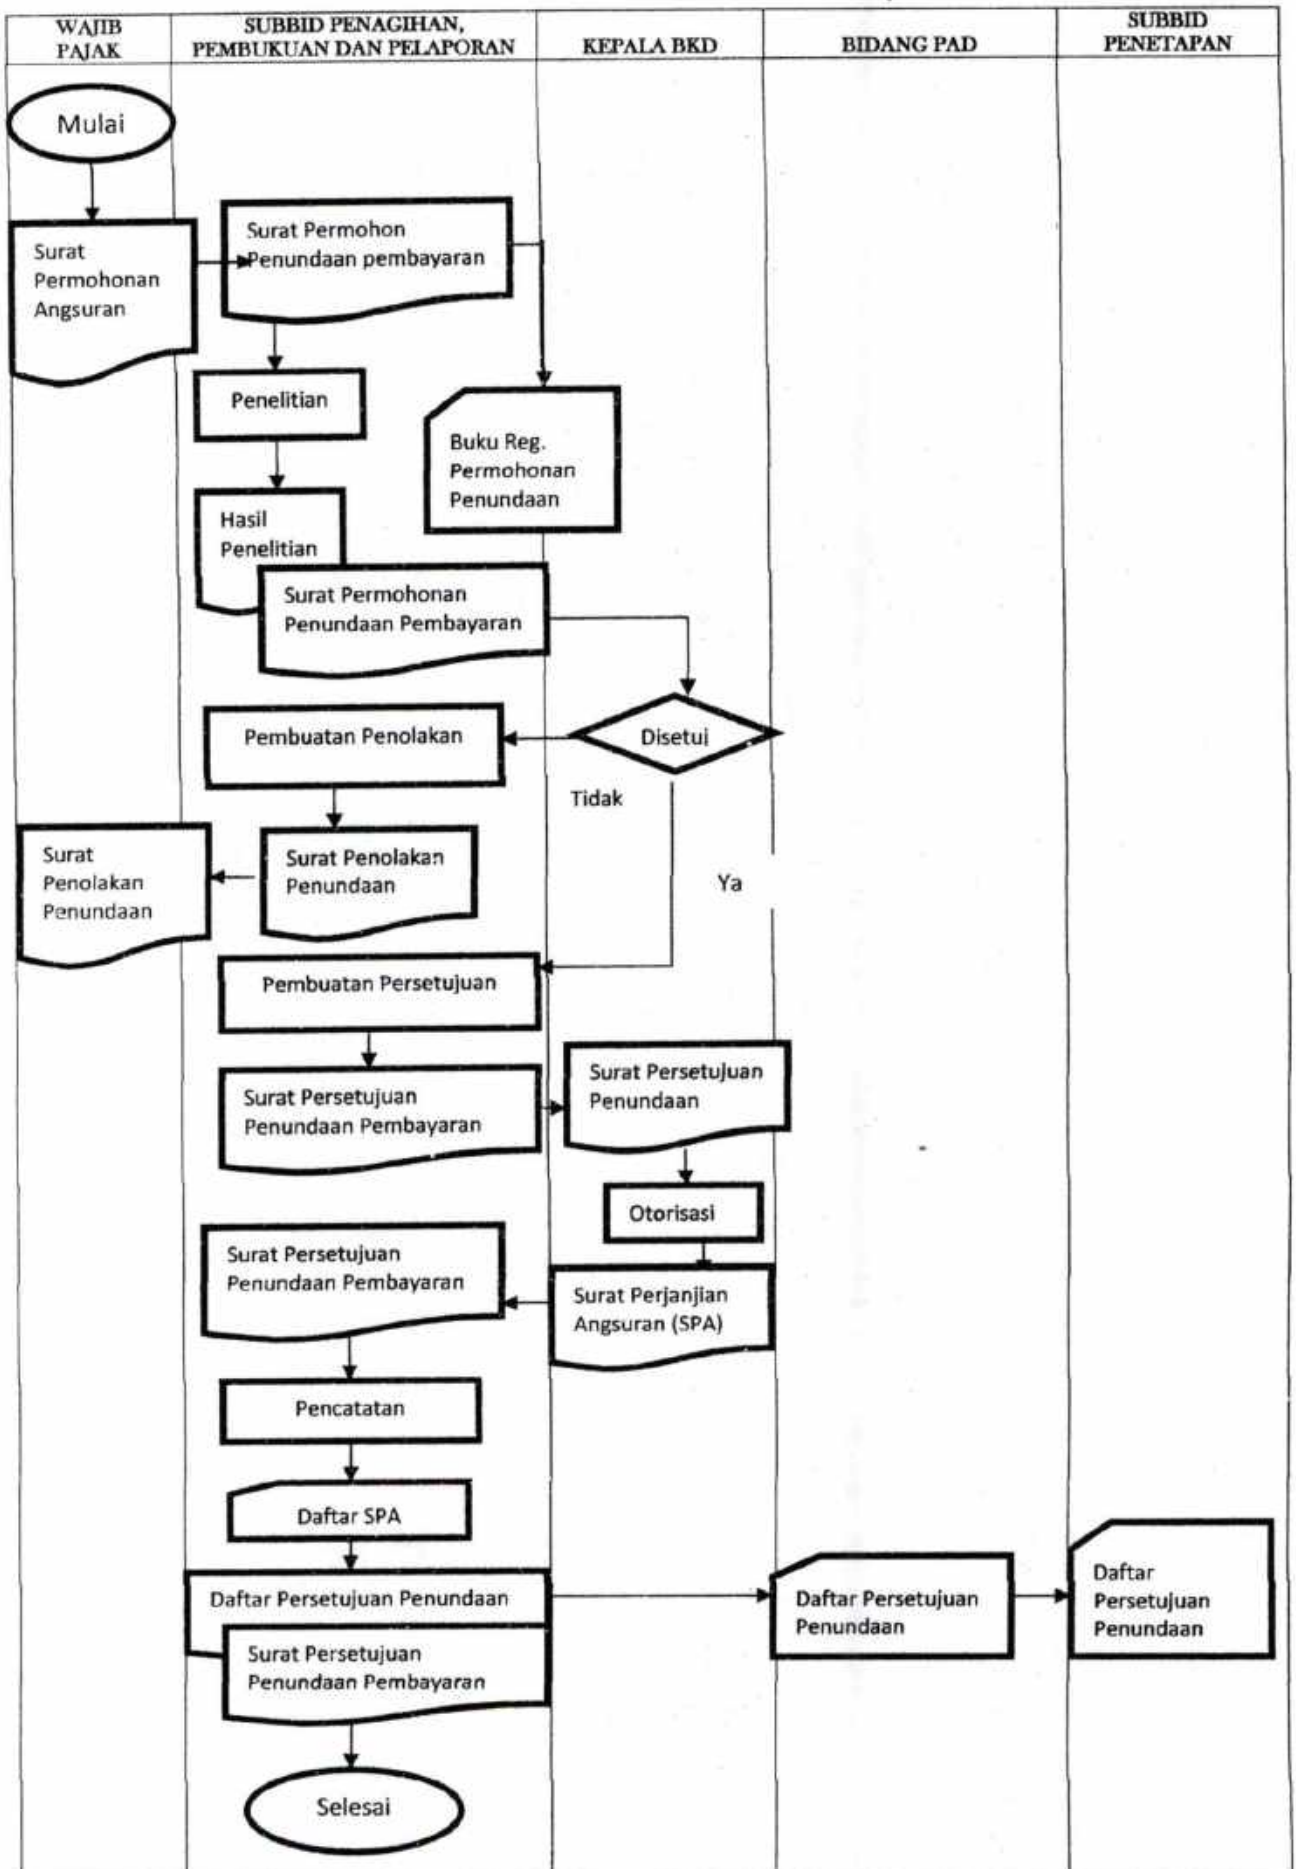 WAJIB
PAJAK
SUBBID PENAGIHAN,
PEMBUKUAN DAN PELAPORAN
KEPALA BKD
BIDANG PAD
SUBBID
PENETAPAN
Mulai
Surat
Permohonan
Angsuran
Surat Permohon
Penundaan pembayaran
Penelitian
Buku Reg.
Permohonan
Penundaan
Hasil
Penelitian
Surat Permohonan
Penundaan Pembayaran
Pembuatan Penolakan
Disetui
Tidak
Surat
Penolakan
Penundaan
Surat Penolakan
Penundaan
Ya
Pembuatan Persetujuan
Surat Persetujuan
Penundaan Pembayaran
Surat Persetujuan
Penundaan
Otorisasi
Surat Persetujuan
Penundaan Pembayaran
Surat Perjanjian
Angsuran (SPA)
Pencatatan
Daftar SPA
Daftar Persetujuan Penundaan
Surat Persetujuan
Penundaan Pembayaran
Daftar Persetujuan
Penundaan
Daftar
Persetujuan
Penundaan
Selesai